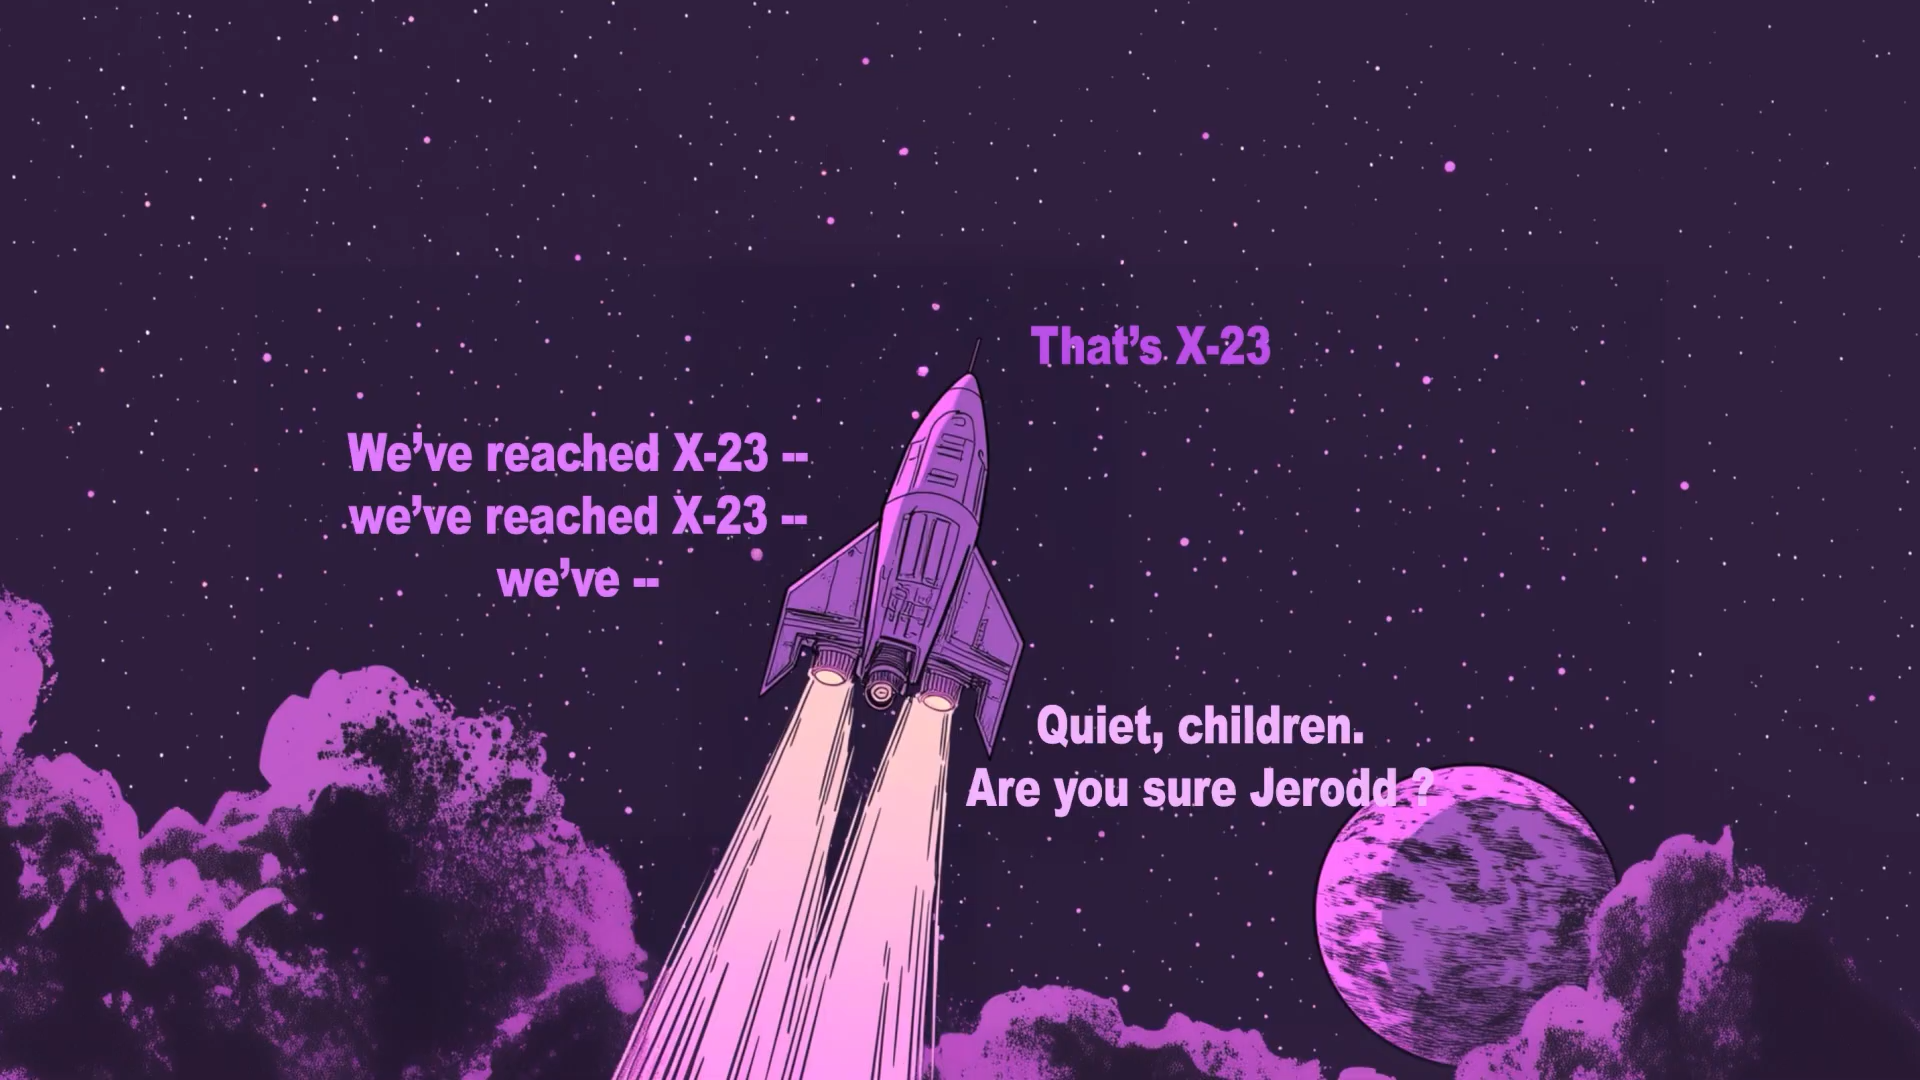 That's X-23
We've reached X-23 --
we've reached X-23 --
we've --
Quiet, children.
Are you sure Jerodd ?